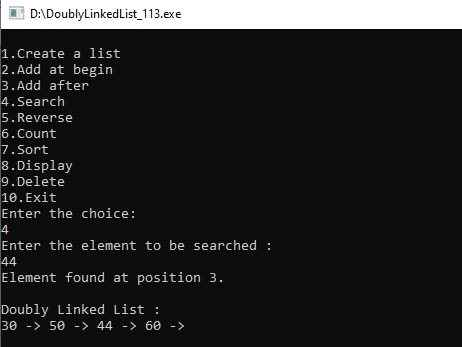 D:\DoublyLinkedList_113.exe
1.Create a list
2.Add at begin
3.Add after
4.Search
5.Reverse
6.Count
7.Sort
8.Display
9.Delete
10.Exit
Enter the choice:
4
Enter the element to be searched :
44
Element found at position 3.
Doubly Linked List :
30 -> 50 -> 44 -> 60 ->